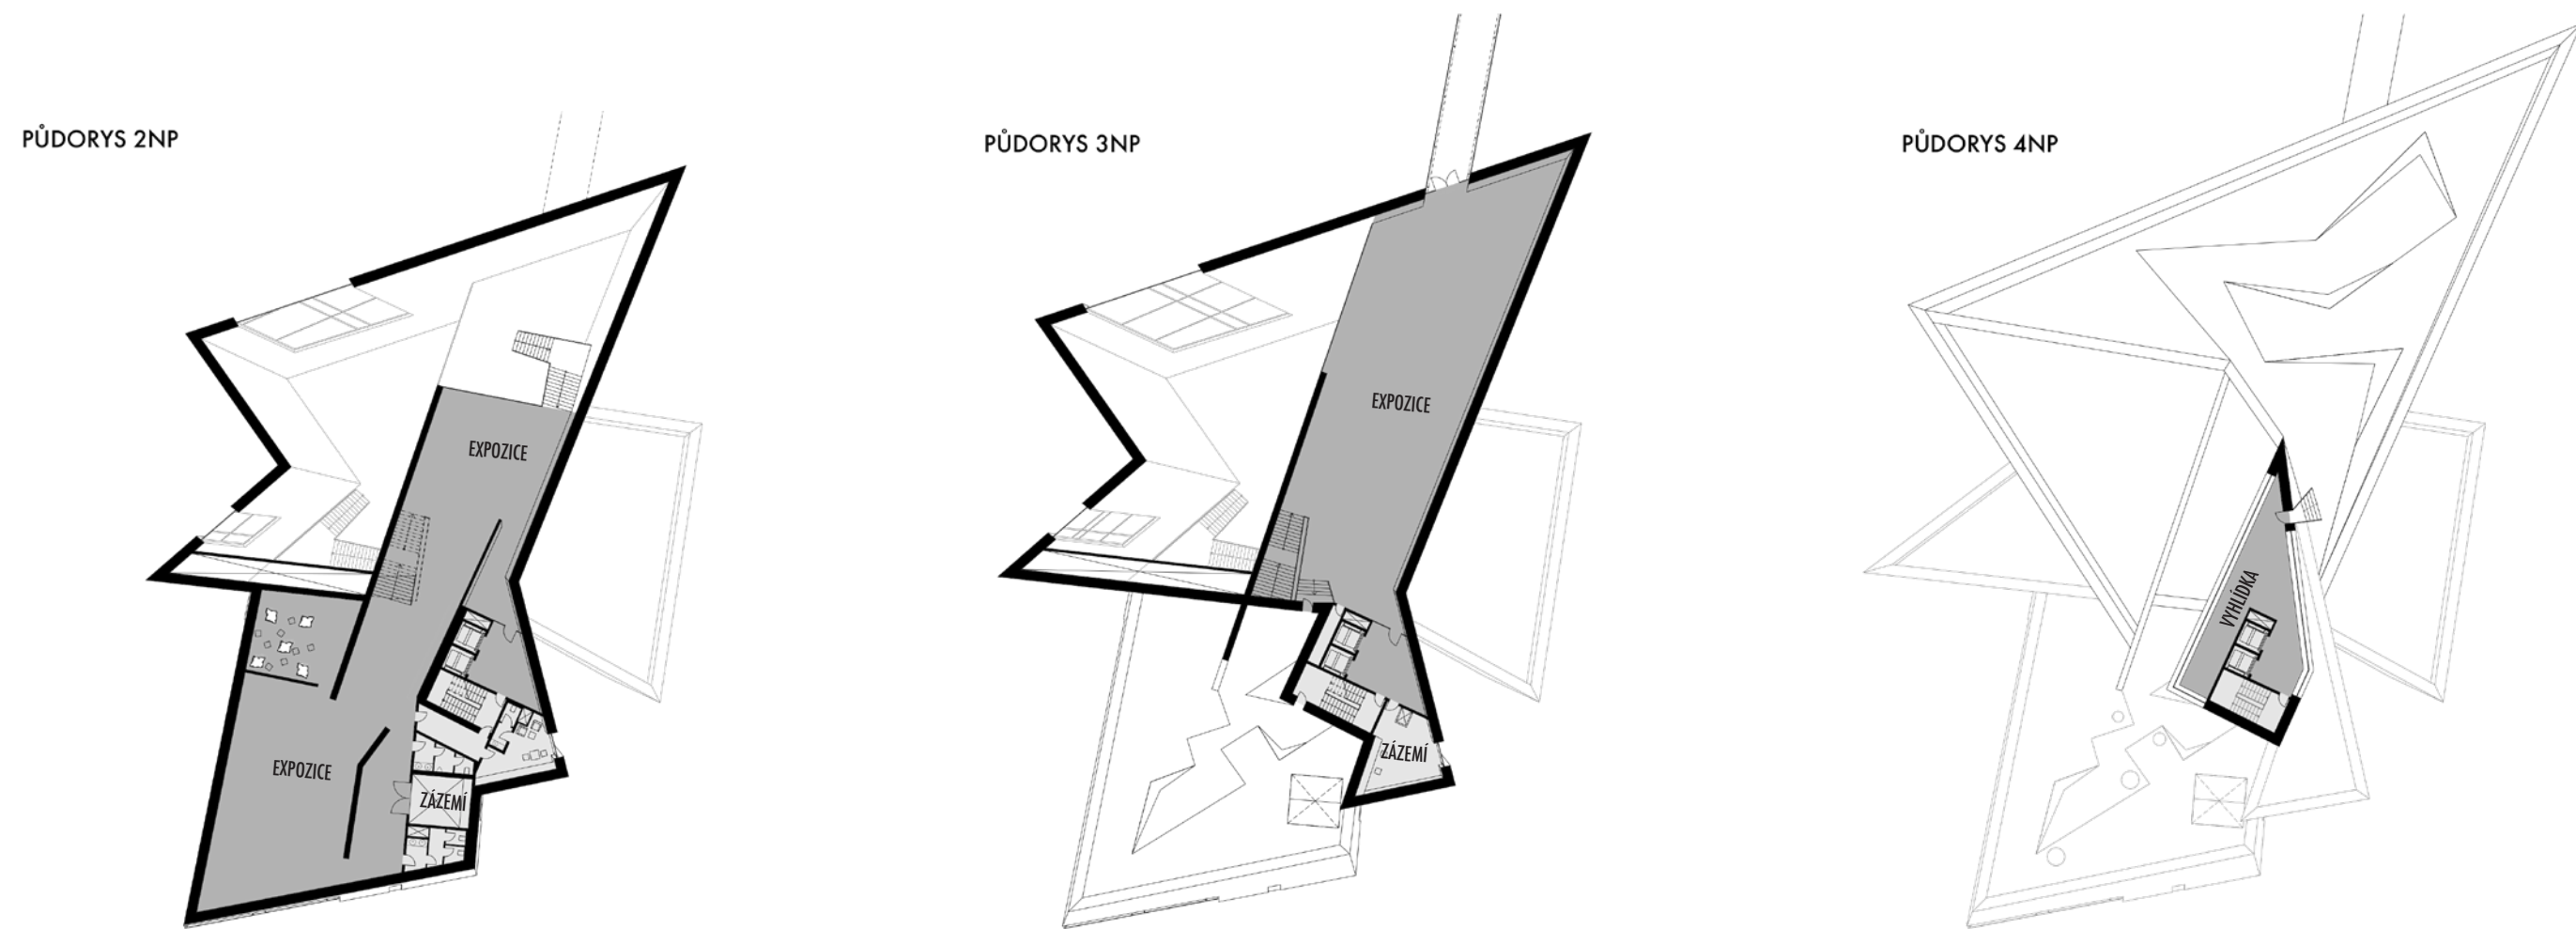 PŮDORYS 2NP
EXPOZICE
EXPOZICE
ZÁZEMÍ
PŮDORYS 3NP
EXPOZICE
ZÁZEMÍ
PŮDORYS 4NP
VYHLÍDKA